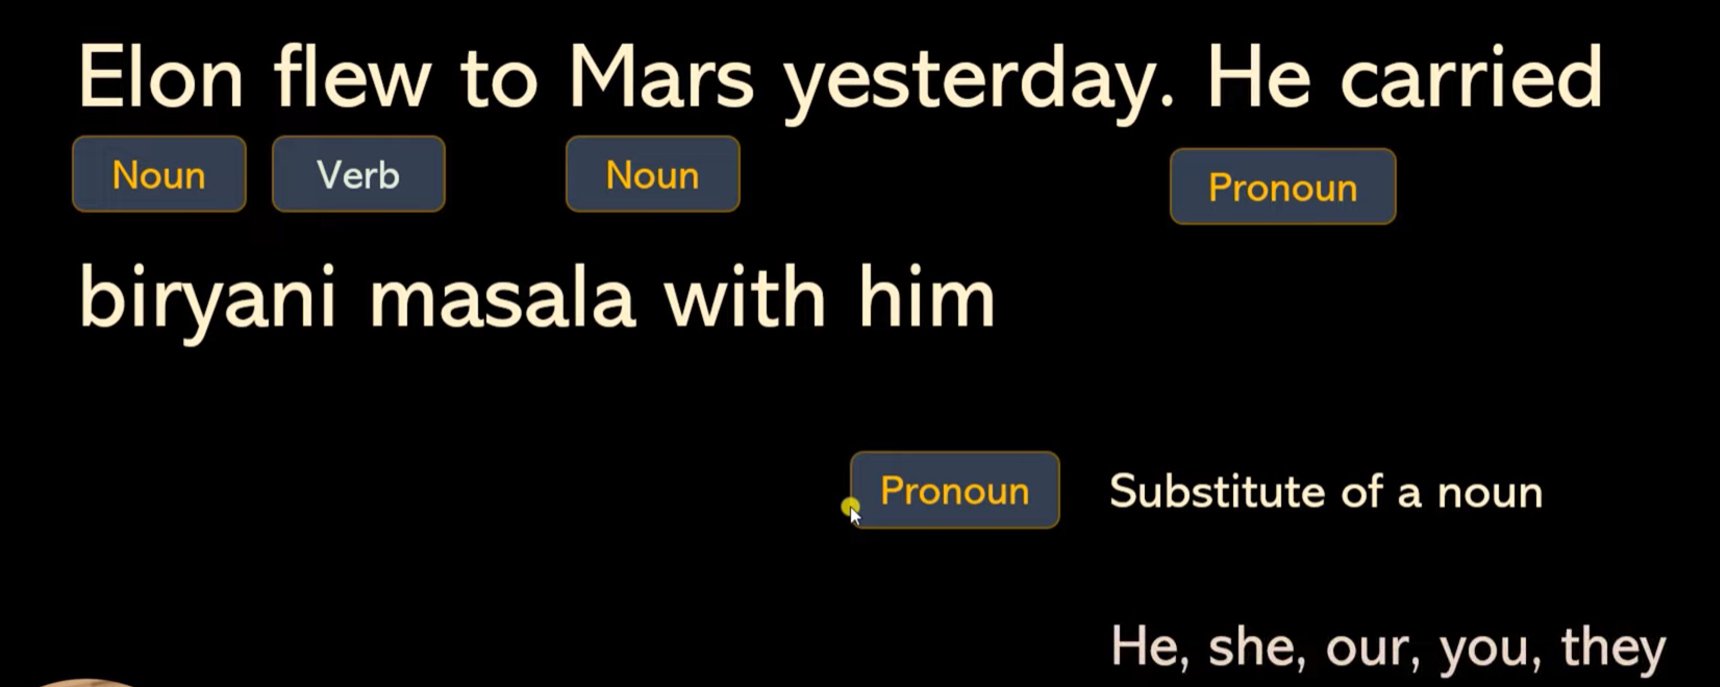 Elon flew to Mars yesterday. He carried
Noun Verb Noun Pronoun
biryani masala with him
Pronoun Substitute of a noun
He, she, our, you, they